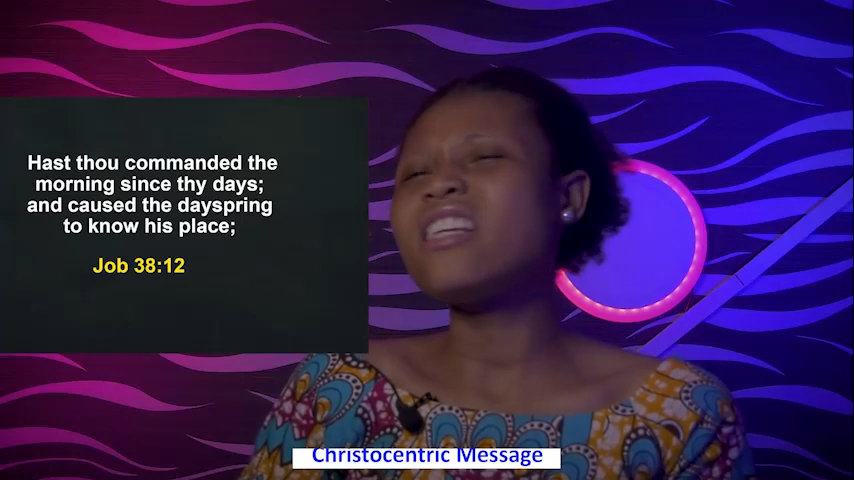 Hast thou commanded the
morning since thy days;
and caused the dayspring
to know his place;
Job 38:12
Christocentric Message